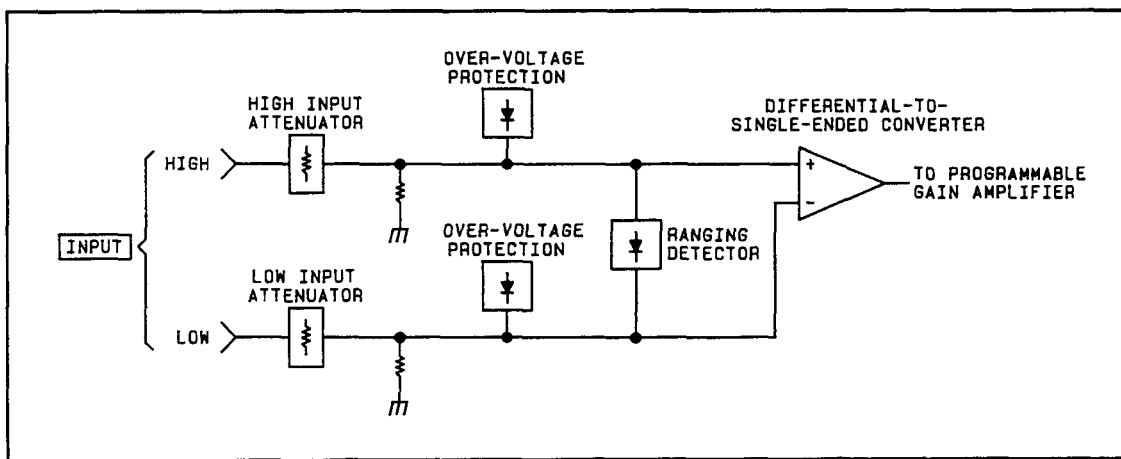 OVER-VOLTAGE
PROTECTION
HIGH INPUT
ATTENUATOR
DIFFERENTIAL-TO-
SINGLE-ENDED CONVERTER
HIGH
+
-
TO PROGRAMMABLE
GAIN AMPLIFIER
INPUT
OVER-VOLTAGE
PROTECTION
RANGING
DETECTOR
LOW INPUT
ATTENUATOR
LOW